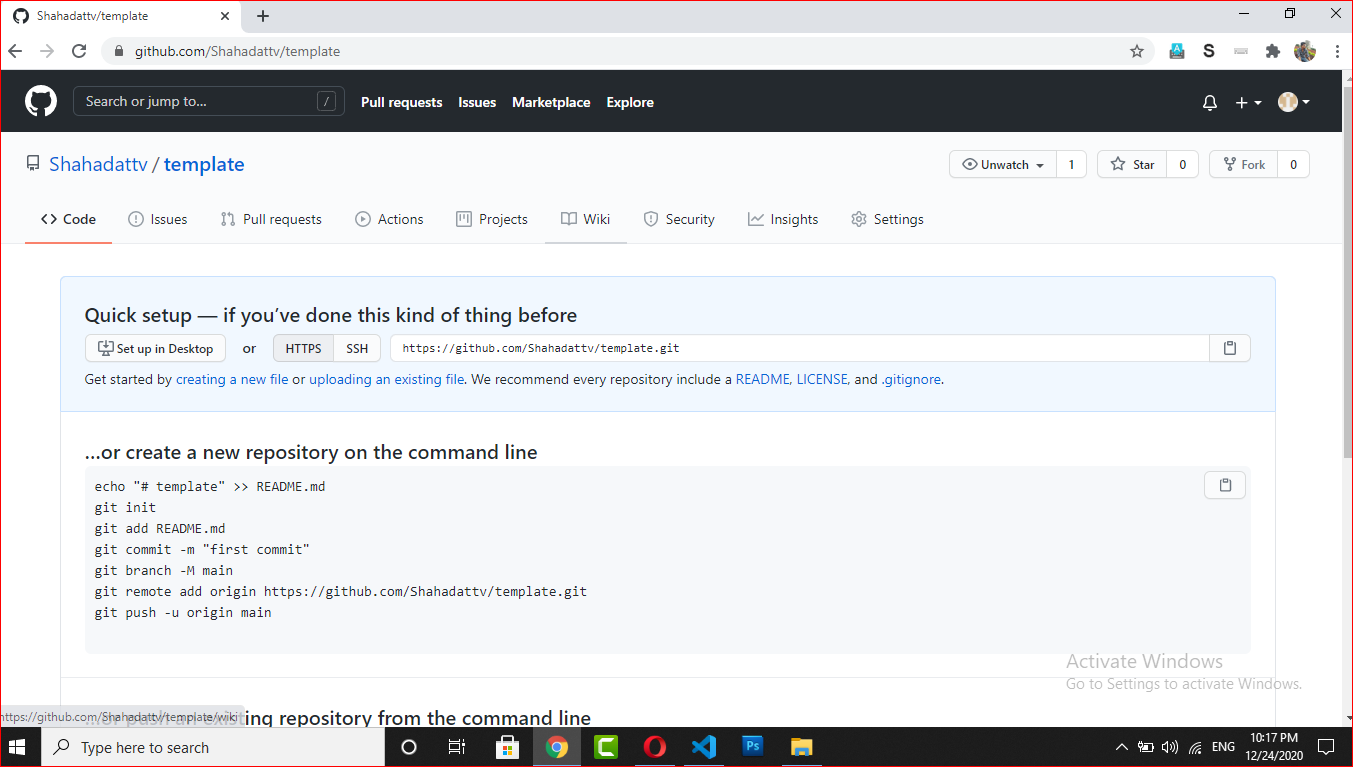 Shahadattv/template
github.com/Shahadattv/template
Search or jump to... / Pull requests Issues Marketplace Explore
Shahadattv / template Unwatch 1 Star 0 Fork 0
Code Issues Pull requests Actions Projects Wiki Security Insights Settings
Quick setup — if you’ve done this kind of thing before
Set up in Desktop or HTTPS SSH https://github.com/Shahadattv/template.git
Get started by creating a new file or uploading an existing file. We recommend every repository include a README, LICENSE, and .gitignore.
…or create a new repository on the command line
echo "# template" >> README.md
git init
git add README.md
git commit -m "first commit"
git branch -M main
git remote add origin https://github.com/Shahadattv/template.git
git push -u origin main
Activate Windows
Go to Settings to activate Windows.
…or push an existing repository from the command line
https://github.com/Shahadattv/template/wiki
Type here to search Ps ENG 10:17 PM
12/24/2020